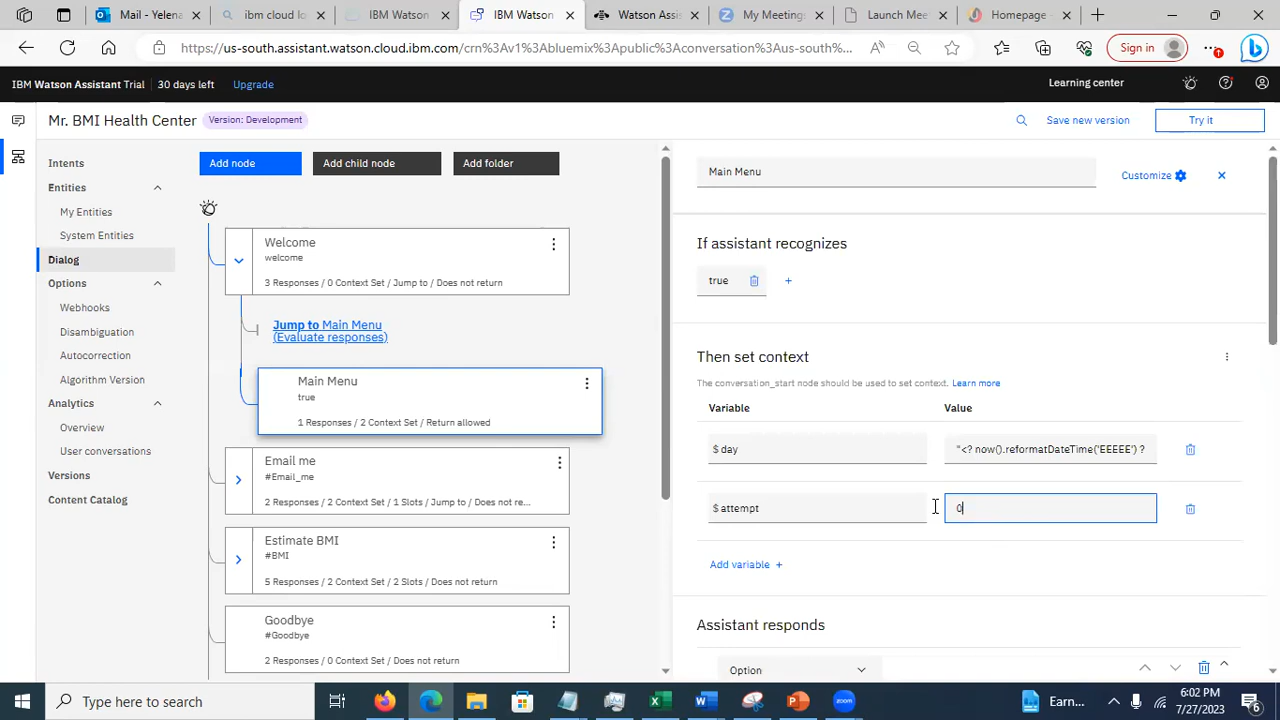 Mail - Yelena
ibm cloud lo
IBM Watson
IBM Watson
Watson Assi
My Meetings
Launch Meet
Homepage -
https://us-south.assistant.watson.cloud.ibm.com/crn%3Av1%3Abluemix%3Apublic%3Aconversation%3Aus-south%...
Sign in
IBM Watson Assistant Trial
30 days left
Upgrade
Learning center
Mr. BMI Health Center
Version: Development
Save new version
Try it
Intents
Entities
My Entities
System Entities
Dialog
Options
Webhooks
Disambiguation
Autocorrection
Algorithm Version
Analytics
Overview
User conversations
Versions
Content Catalog
Add node
Add child node
Add folder
Welcome
welcome
3 Responses / 0 Context Set / Jump to / Does not return
Jump to Main Menu
(Evaluate responses)
Main Menu
true
1 Responses / 2 Context Set / Return allowed
Email me
#Email_me
2 Responses / 2 Context Set / 1 Slots / Jump to / Does not re...
Estimate BMI
#BMI
5 Responses / 2 Context Set / 2 Slots / Does not return
Goodbye
#Goodbye
2 Responses / 0 Context Set / Does not return
Main Menu
Customize
If assistant recognizes
true
Then set context
The conversation_start node should be used to set context. Learn more
Variable
Value
$ day
"<? now().reformatDateTime('EEEEE') ?
$ attempt
0
Add variable +
Assistant responds
Option
Type here to search
zoom
Earn...
6:02 PM
7/27/2023
6